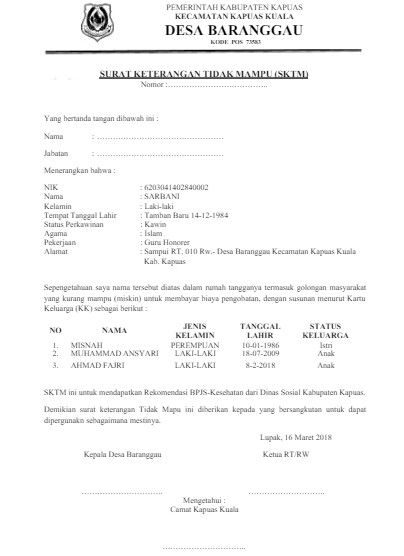 PEMERINTAH KABUPATEN KAPUAS
KECAMATAN KAPUAS KUALA
DESA BARANGGAU
KODE POS 73583
SURAT KETERANGAN TIDAK MAMPU (SKTM)
Nomor :…………………………………..
Yang bertanda tangan dibawah ini :
Nama : ……………………………………………
Jabatan : ……………………………………………
Menerangkan bahwa :
NIK : 6203041402840002
Nama : SARBANI
Kelamin : Laki-laki
Tempat Tanggal Lahir : Tamban Baru 14-12-1984
Status Perkawinan : Kawin
Agama : Islam
Pekerjaan : Guru Honorer
Alamat : Sampui RT. 010 Rw.- Desa Baranggau Kecamatan Kapuas Kuala
Kab. Kapuas
Sepengetahuan saya nama tersebut diatas dalam rumah tangganya termasuk golongan masyarakat
yang kurang mampu (miskin) untuk membayar biaya pengobatan, dengan susunan menurut Kartu
Keluarga (KK) sebagai berikut :
NO NAMA JENIS KELAMIN TANGGAL LAHIR STATUS KELUARGA
1. MISNAH PEREMPUAN 10-01-1986 Istri
2. MUHAMMAD ANSYARI LAKI-LAKI 18-07-2009 Anak
3. AHMAD FAJRI LAKI-LAKI 8-2-2018 Anak
SKTM ini untuk mendapatkan Rekomendasi BPJS-Kesehatan dari Dinas Sosial Kabupaten Kapuas.
Demikian surat keterangan Tidak Mapu ini diberikan kepada yang bersangkutan untuk dapat
dipergunakn sebagaimana mestinya.
Lupak, 16 Maret 2018
Kepala Desa Baranggau Ketua RT/RW
………………………….. ………………………..
Mengetahui :
Camat Kapuas Kuala
…………………………..